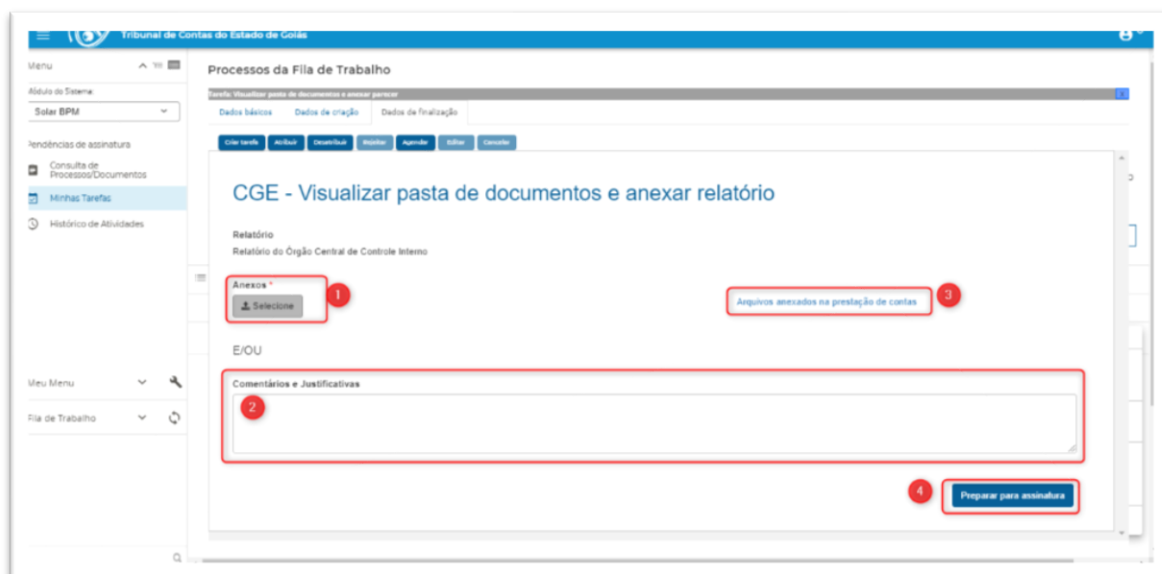 Tribunal de Contas do Estado de Goiás
Menu
Módulo do Sistema:
Solar BPM
Pendências de assinatura
Consulta de
Processos/Documentos
Minhas Tarefas
Histórico de Atividades
Meu Menu
Fila de Trabalho
Processos da Fila de Trabalho
Tarefa: Visualizar pasta de documentos e anexar parecer
Dados básicos Dados de criação Dados de finalização
Criar tarefa Atribuir Desatribuir Rejeitar Agendar Editar Cancelar
CGE - Visualizar pasta de documentos e anexar relatório
Relatório
Relatório do Órgão Central de Controle Interno
Anexos *
1
Selecione
Arquivos anexados na prestação de contas
3
E/OU
Comentários e Justificativas
2
4
Preparar para assinatura